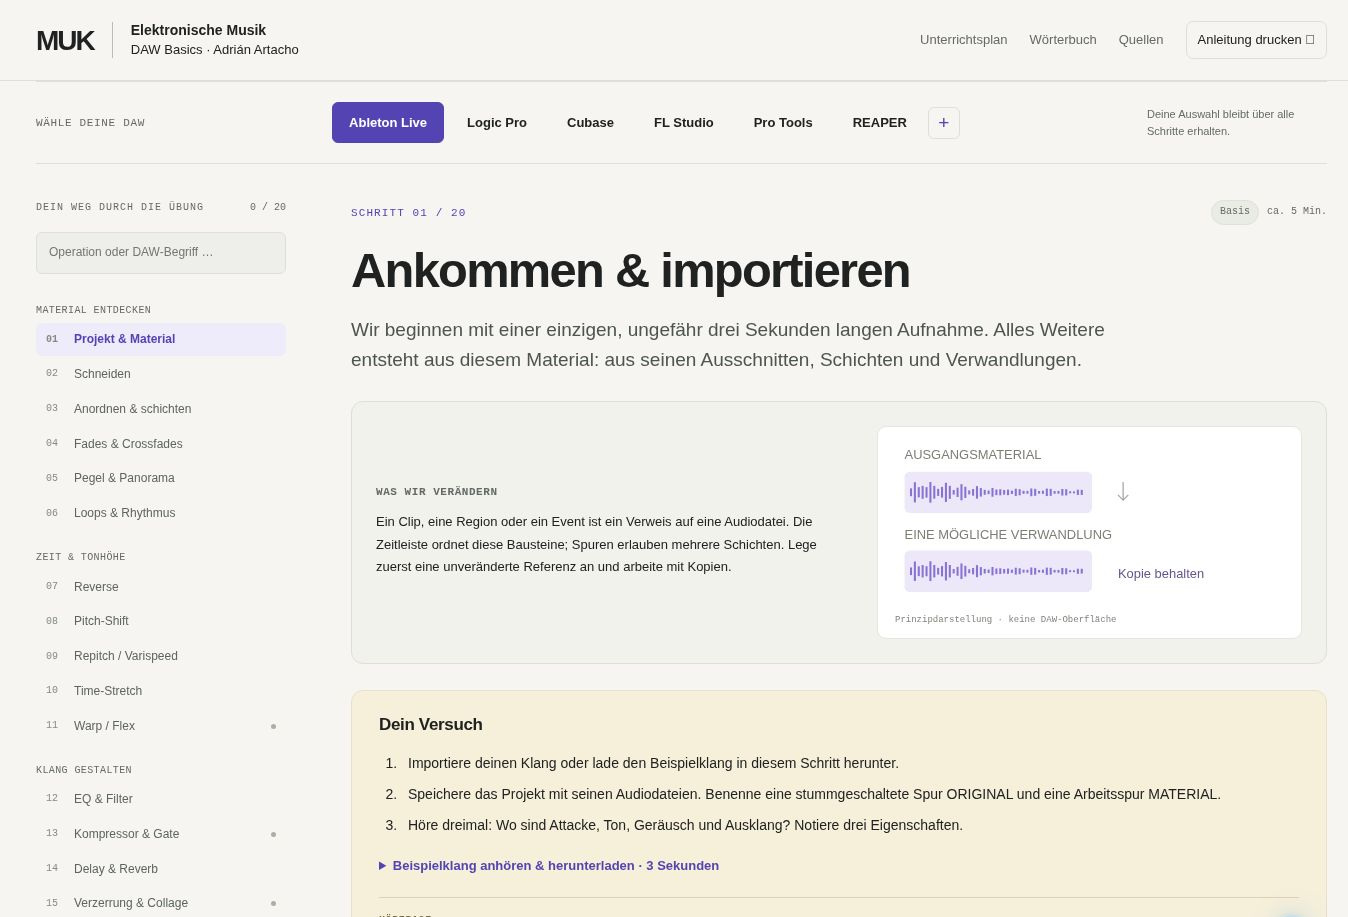 MUK
Elektronische Musik
DAW Basics · Adrián Artacho
Unterrichtsplan
Wörterbuch
Quellen
Anleitung drucken
WÄHLE DEINE DAW
Ableton Live
Logic Pro
Cubase
FL Studio
Pro Tools
REAPER
+
Deine Auswahl bleibt über alle
Schritte erhalten.
DEIN WEG DURCH DIE ÜBUNG
0 / 20
Operation oder DAW-Begriff …
MATERIAL ENTDECKEN
01 Projekt & Material
02 Schneiden
03 Anordnen & schichten
04 Fades & Crossfades
05 Pegel & Panorama
06 Loops & Rhythmus
ZEIT & TONHÖHE
07 Reverse
08 Pitch-Shift
09 Repitch / Varispeed
10 Time-Stretch
11 Warp / Flex
KLANG GESTALTEN
12 EQ & Filter
13 Kompressor & Gate
14 Delay & Reverb
15 Verzerrung & Collage
SCHRITT 01 / 20
Basis
ca. 5 Min.
Ankommen & importieren
Wir beginnen mit einer einzigen, ungefähr drei Sekunden langen Aufnahme. Alles Weitere
entsteht aus diesem Material: aus seinen Ausschnitten, Schichten und Verwandlungen.
WAS WIR VERÄNDERN
Ein Clip, eine Region oder ein Event ist ein Verweis auf eine Audiodatei. Die
Zeitleiste ordnet diese Bausteine; Spuren erlauben mehrere Schichten. Lege
zuerst eine unveränderte Referenz an und arbeite mit Kopien.
AUSGANGSMATERIAL
EINE MÖGLICHE VERWANDLUNG
Kopie behalten
Prinzipdarstellung · keine DAW-Oberfläche
Dein Versuch
1. Importiere deinen Klang oder lade den Beispielklang in diesem Schritt herunter.
2. Speichere das Projekt mit seinen Audiodateien. Benenne eine stummgeschaltete Spur ORIGINAL und eine Arbeitsspur MATERIAL.
3. Höre dreimal: Wo sind Attacke, Ton, Geräusch und Ausklang? Notiere drei Eigenschaften.
Beispielklang anhören & herunterladen · 3 Sekunden